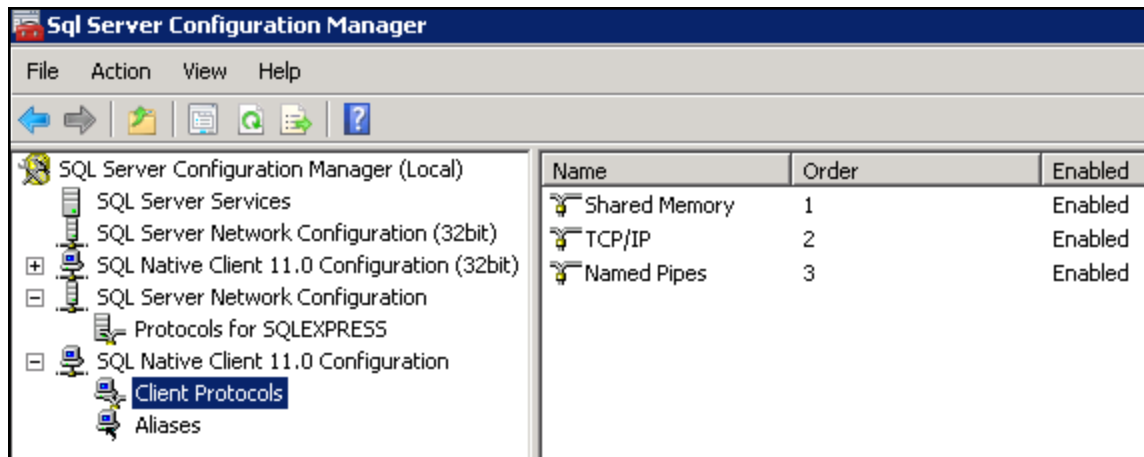 Sql Server Configuration Manager
File Action View Help
SQL Server Configuration Manager (Local)
SQL Server Services
SQL Server Network Configuration (32bit)
SQL Native Client 11.0 Configuration (32bit)
SQL Server Network Configuration
Protocols for SQLEXPRESS
SQL Native Client 11.0 Configuration
Client Protocols
Aliases
Name Order Enabled
Shared Memory 1 Enabled
TCP/IP 2 Enabled
Named Pipes 3 Enabled